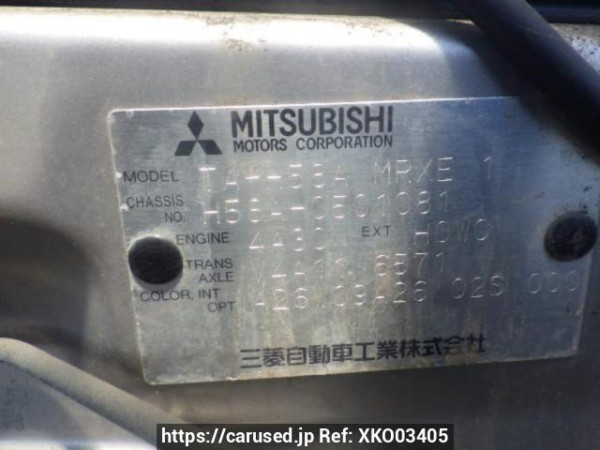 MITSUBISHI
MOTORS CORPORATION
MODEL MRXE 1
CHASSIS NO. H58A-0501081
ENGINE 4A30 EXT H0W0
TRANS AXLE 6571
COLOR. INT OPT A26 09A26 02S 000
三菱自動車工業株式会社
https://carused.jp Ref: XKO03405